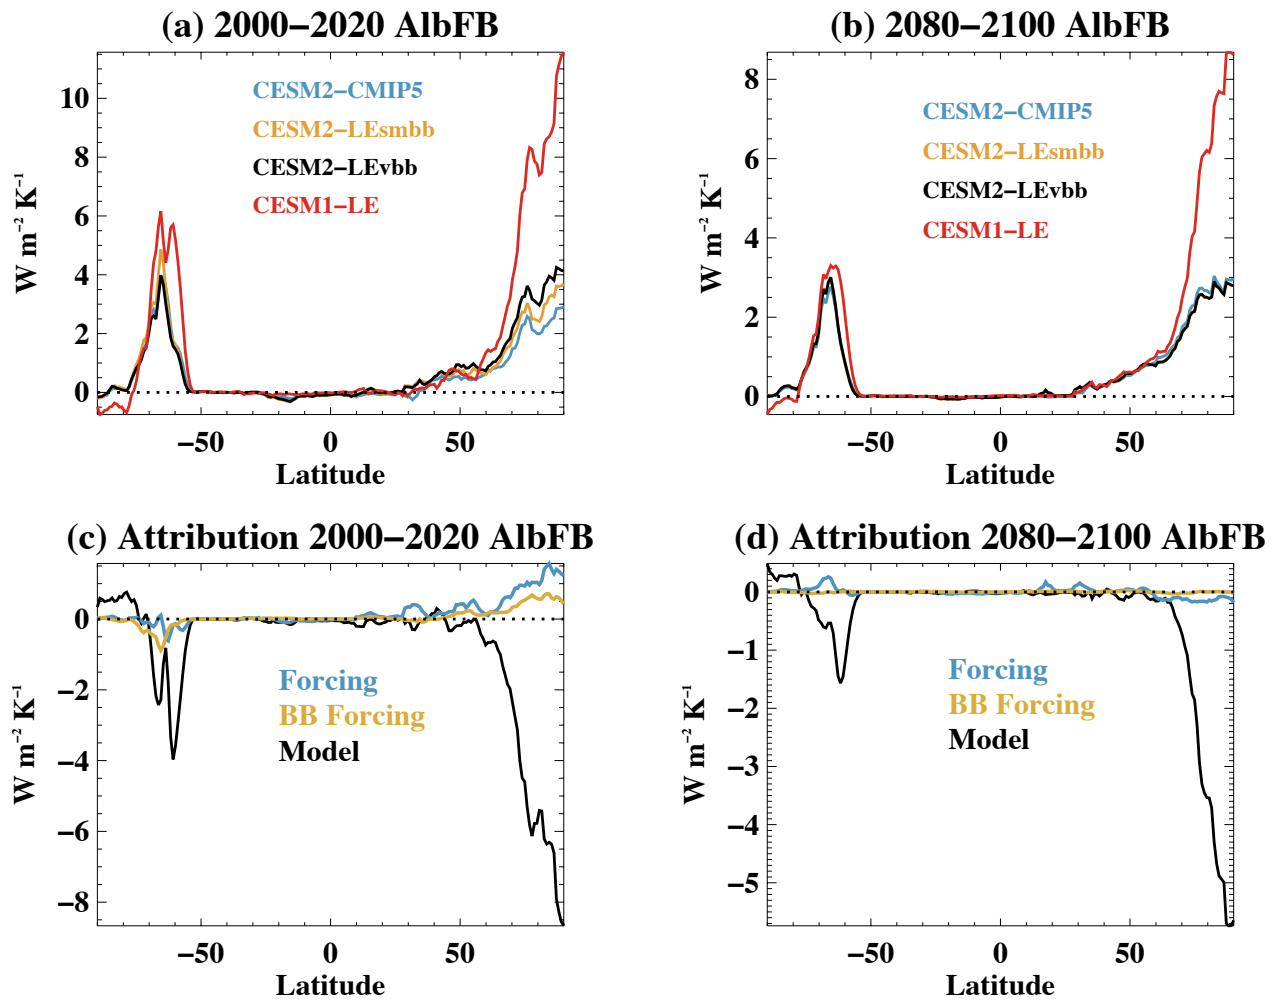 (a) 2000−2020 AlbFB
10
8
6
4
2
0
W m⁻² K⁻¹
CESM2−CMIP5
CESM2−LEsmbb
CESM2−LEvbb
CESM1−LE
−50 0 50
Latitude
(b) 2080−2100 AlbFB
8
6
4
2
0
W m⁻² K⁻¹
CESM2−CMIP5
CESM2−LEsmbb
CESM2−LEvbb
CESM1−LE
−50 0 50
Latitude
(c) Attribution 2000−2020 AlbFB
0
−2
−4
−6
−8
W m⁻² K⁻¹
Forcing
BB Forcing
Model
−50 0 50
Latitude
(d) Attribution 2080−2100 AlbFB
0
−1
−2
−3
−4
−5
W m⁻² K⁻¹
Forcing
BB Forcing
Model
−50 0 50
Latitude